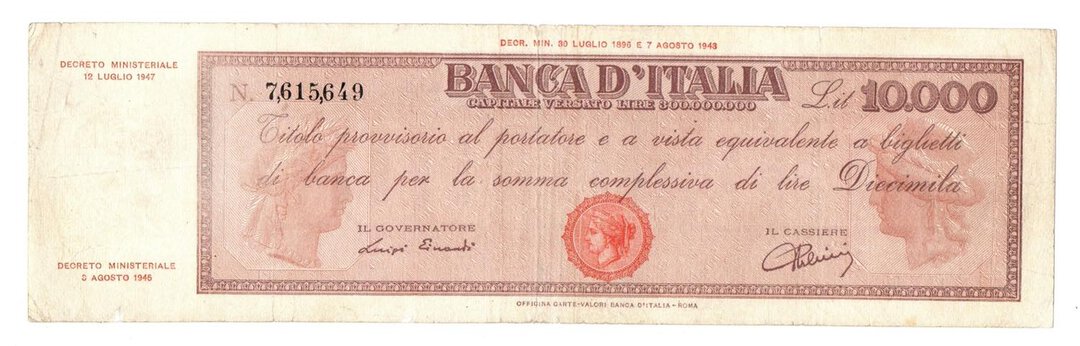 DECR. MIN. 30 LUGLIO 1896 E 7 AGOSTO 1943
DECRETO MINISTERIALE
12 LUGLIO 1947
N. 7,615,649
BANCA D'ITALIA
CAPITALE VERSATO LIRE 300.000.000
Lit 10.000
Titolo provvisorio al portatore e a vista equivalente a biglietti
di banca per la somma complessiva di lire Diecimila
IL GOVERNATORE
Luigi Einaudi
IL CASSIERE
DECRETO MINISTERIALE
8 AGOSTO 1945
OFFICINA CARTE-VALORI BANCA D'ITALIA - ROMA